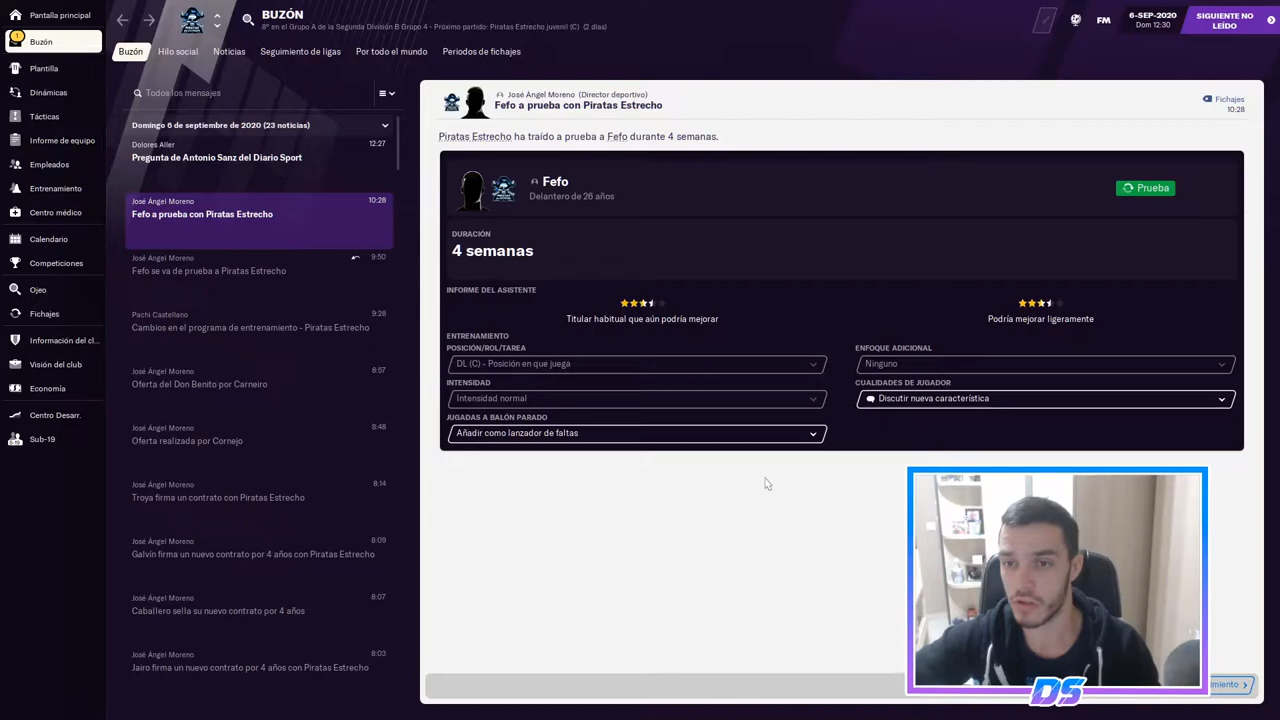 Pantalla principal
1
Buzón
Plantilla
Dinámicas
Tácticas
Informe de equipo
Empleados
Entrenamiento
Centro médico
Calendario
Competiciones
Ojeo
Fichajes
Información del cl...
Visión del club
Economía
Centro Desarr.
Sub-19
BUZÓN
8º en el Grupo A de la Segunda División B Grupo 4 - Próximo partido: Piratas Estrecho juvenil (C) (2 días)
FM
6-SEP-2020
Dom 12:30
SIGUIENTE NO
LEÍDO
Buzón
Hilo social
Noticias
Seguimiento de ligas
Por todo el mundo
Periodos de fichajes
Todos los mensajes
Domingo 6 de septiembre de 2020 (23 noticias)
Dolores Aller 12:27
Pregunta de Antonio Sanz del Diario Sport
José Ángel Moreno 10:28
Fefo a prueba con Piratas Estrecho
José Ángel Moreno 9:50
Fefo se va de prueba a Piratas Estrecho
Pachi Castellano 9:28
Cambios en el programa de entrenamiento - Piratas Estrecho
José Ángel Moreno 8:57
Oferta del Don Benito por Carneiro
José Ángel Moreno 8:48
Oferta realizada por Cornejo
José Ángel Moreno 8:14
Troya firma un contrato con Piratas Estrecho
José Ángel Moreno 8:09
Galvín firma un nuevo contrato por 4 años con Piratas Estrecho
José Ángel Moreno 8:07
Caballero sella su nuevo contrato por 4 años
José Ángel Moreno 8:03
Jairo firma un nuevo contrato por 4 años con Piratas Estrecho
José Ángel Moreno (Director deportivo)
Fefo a prueba con Piratas Estrecho
Fichajes
10:28
Piratas Estrecho ha traído a prueba a Fefo durante 4 semanas.
Fefo
Delantero de 26 años
Prueba
DURACIÓN
4 semanas
INFORME DEL ASISTENTE
Titular habitual que aún podría mejorar
Podría mejorar ligeramente
ENTRENAMIENTO
POSICIÓN/ROL/TAREA
DL (C) - Posición en que juega
ENFOQUE ADICIONAL
Ninguno
INTENSIDAD
Intensidad normal
CUALIDADES DE JUGADOR
Discutir nueva característica
JUGADAS A BALÓN PARADO
Añadir como lanzador de faltas
imiento
DS